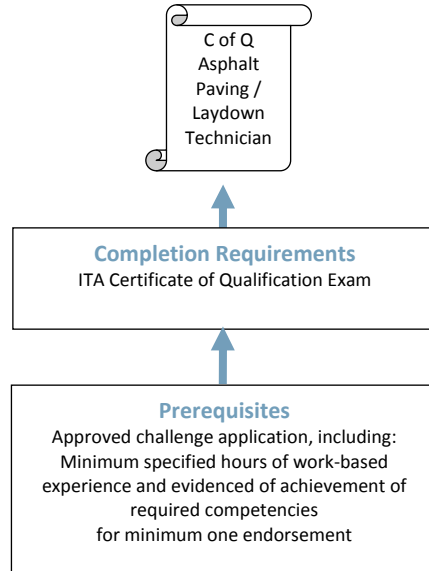 C of Q
Asphalt
Paving /
Laydown
Technician
Completion Requirements
ITA Certificate of Qualification Exam
Prerequisites
Approved challenge application, including:
Minimum specified hours of work-based
experience and evidenced of achievement of
required competencies
for minimum one endorsement